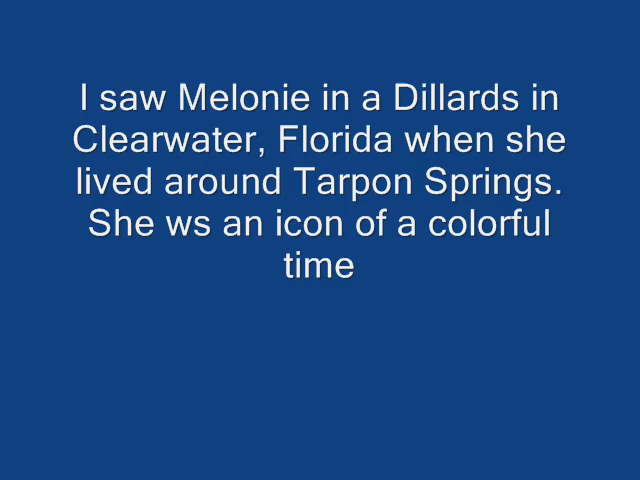 I saw Melonie in a Dillards in
Clearwater, Florida when she
lived around Tarpon Springs.
She ws an icon of a colorful
time